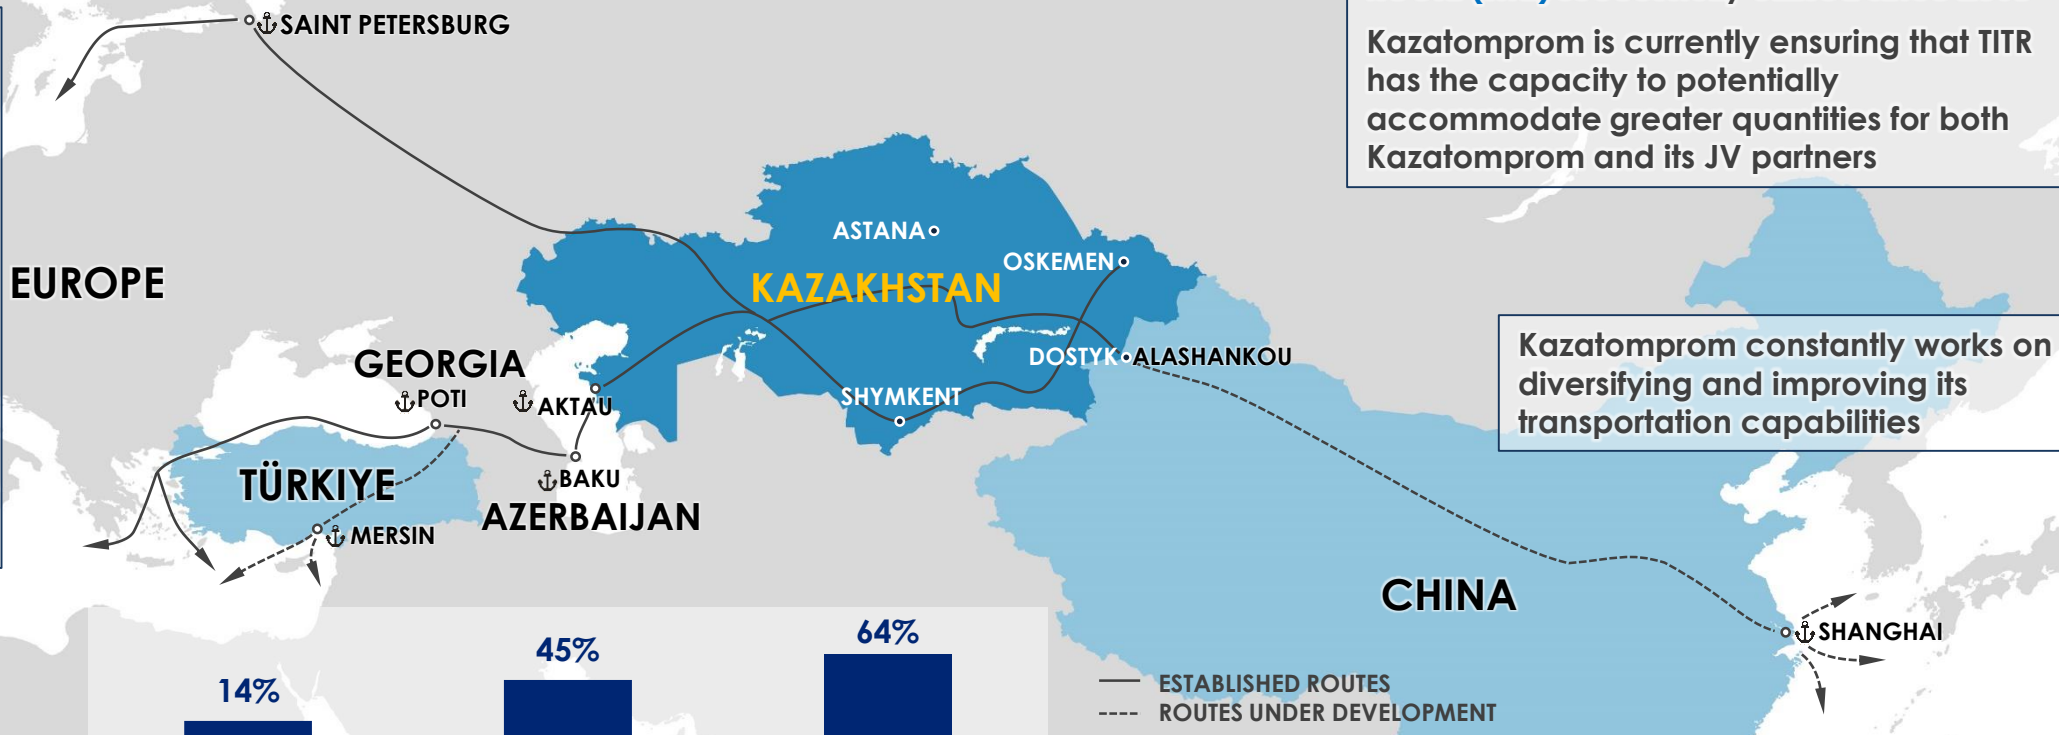 SAINT PETERSBURG
Kazatomprom is currently ensuring that TITR
has the capacity to potentially
accommodate greater quantities for both
Kazatomprom and its JV partners
ASTANA
OSKEMEN
EUROPE
KAZAKHSTAN
Kazatomprom constantly works on
diversifying and improving its
transportation capabilities
GEORGIA
DOSTYK
ALASHANKOU
POTI
AKTAU
SHYMKENT
TÜRKIYE
BAKU
AZERBAIJAN
MERSIN
CHINA
SHANGHAI
14%
45%
64%
ESTABLISHED ROUTES
ROUTES UNDER DEVELOPMENT